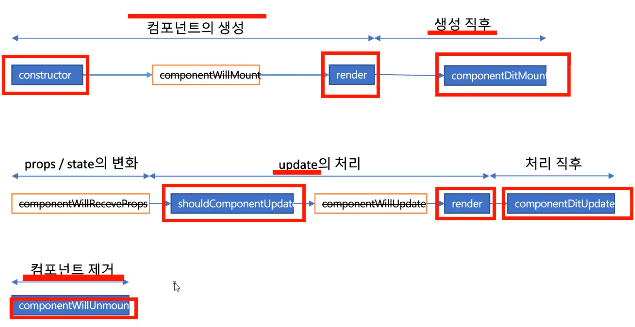 컴포넌트의 생성
생성 직후
constructor
componentWillMount
render
componentDitMount
props / state의 변화
update의 처리
처리 직후
componentWillReceveProps
shouldComponentUpdate
componentWillUpdate
render
componentDitUpdate
컴포넌트 제거
componentWillUnmount